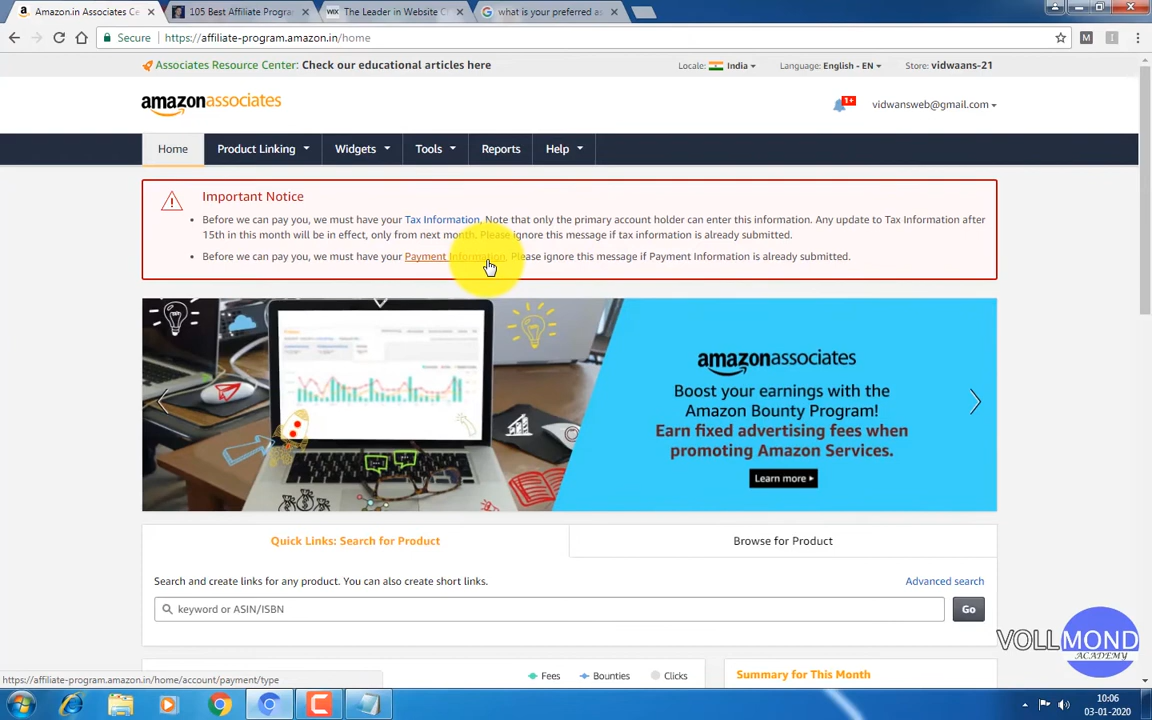 Amazon.in Associates Ce
105 Best Affiliate Progra
WIX The Leader in Website C
what is your preferred as
Secure https://affiliate-program.amazon.in/home
Associates Resource Center: Check our educational articles here
Locale: India Language: English - EN Store: vidwaans-21
amazonassociates
1+ vidwansweb@gmail.com
Home Product Linking Widgets Tools Reports Help
Important Notice
Before we can pay you, we must have your Tax Information. Note that only the primary account holder can enter this information. Any update to Tax Information after
15th in this month will be in effect, only from next month. Please ignore this message if tax information is already submitted.
Before we can pay you, we must have your Payment Information. Please ignore this message if Payment Information is already submitted.
amazonassociates
Boost your earnings with the
Amazon Bounty Program!
Earn fixed advertising fees when
promoting Amazon Services.
Learn more
Quick Links: Search for Product
Browse for Product
Search and create links for any product. You can also create short links.
Advanced search
keyword or ASIN/ISBN
Go
VOLLMOND
ACADEMY
Fees Bounties Clicks
Summary for This Month
https://affiliate-program.amazon.in/home/account/payment/type
10:06
03-01-2020